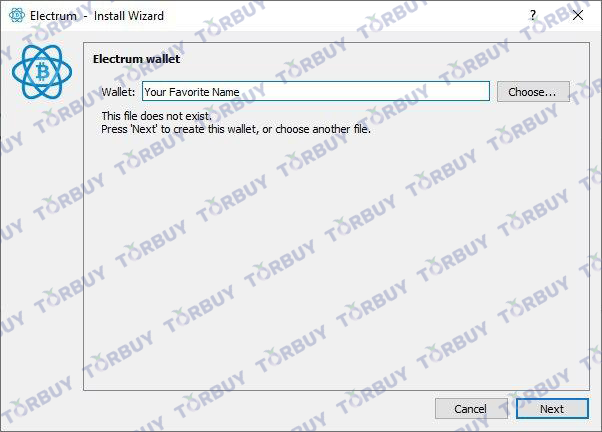 Electrum - Install Wizard
? ×
Electrum wallet
Wallet: Your Favorite Name Choose...
This file does not exist.
Press 'Next' to create this wallet, or choose another file.
Cancel Next
TORBUY